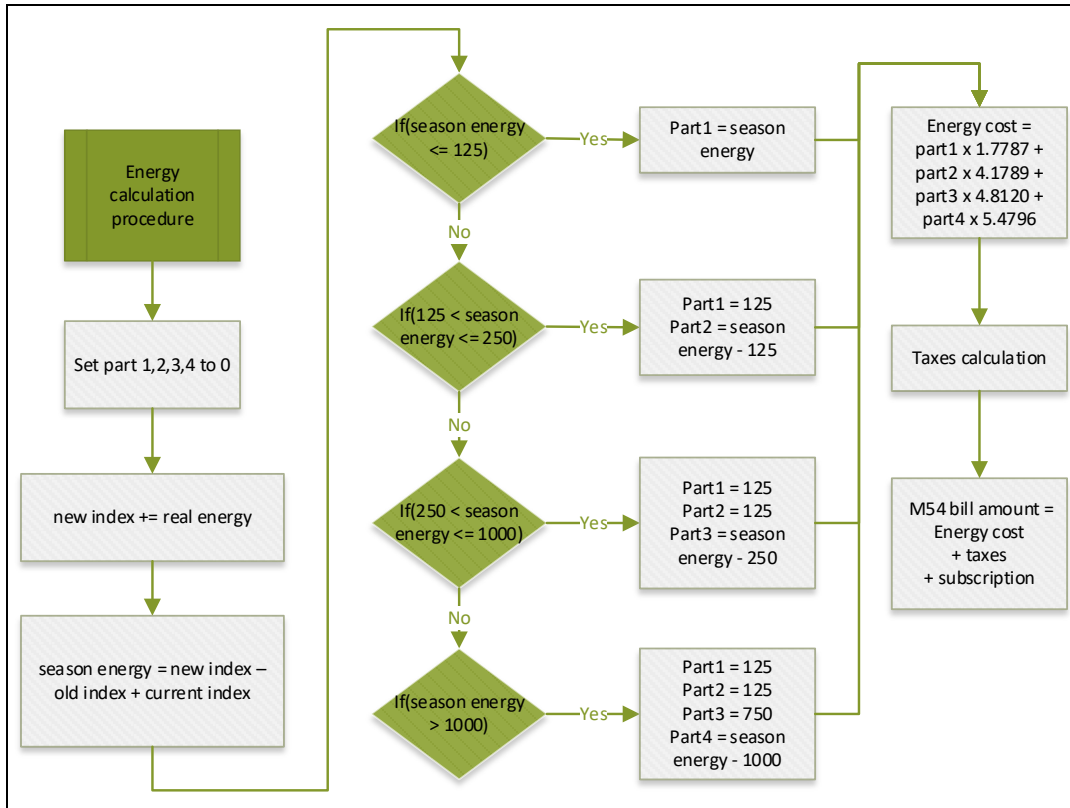 Energy
calculation
procedure
Set part 1,2,3,4 to 0
new index += real energy
season energy = new index –
old index + current index
If(season energy
<= 125)
Yes
Part1 = season
energy
No
If(125 < season
energy <= 250)
Yes
Part1 = 125
Part2 = season
energy - 125
No
If(250 < season
energy <= 1000)
Yes
Part1 = 125
Part2 = 125
Part3 = season
energy - 250
No
If(season energy
> 1000)
Yes
Part1 = 125
Part2 = 125
Part3 = 750
Part4 = season
energy - 1000
Energy cost =
part1 x 1.7787 +
part2 x 4.1789 +
part3 x 4.8120 +
part4 x 5.4796
Taxes calculation
M54 bill amount =
Energy cost
+ taxes
+ subscription